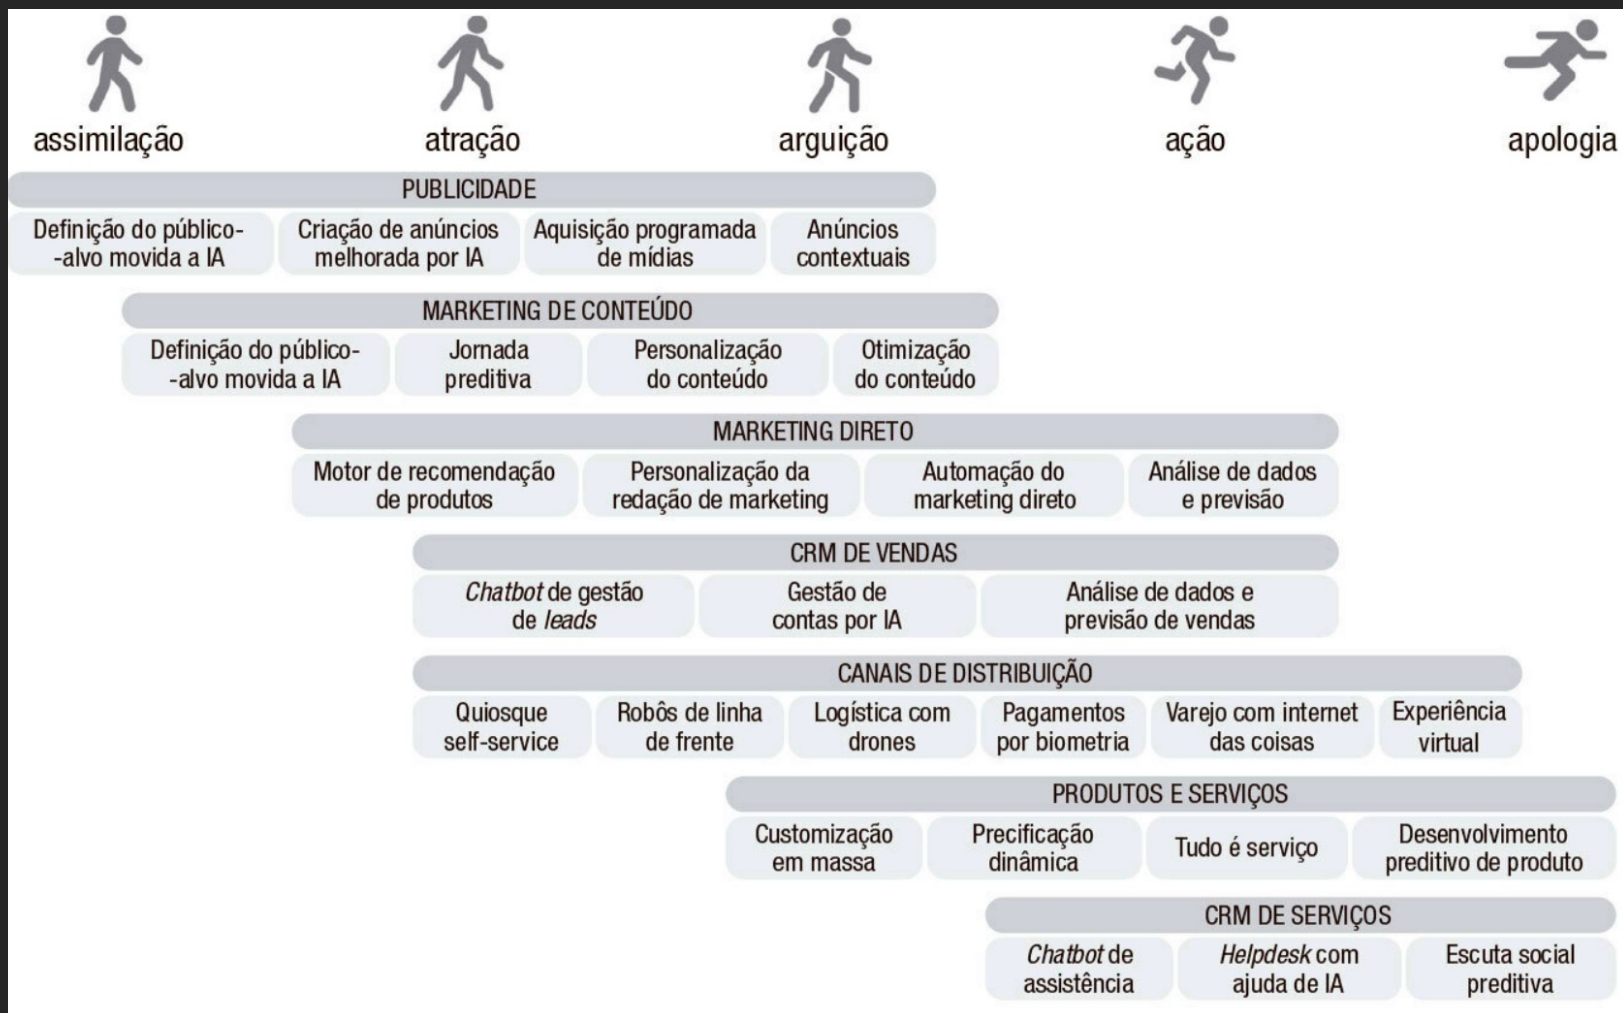 assimilação
atração
arguição
ação
apologia
PUBLICIDADE
Definição do público-
-alvo movida a IA
Criação de anúncios
melhorada por IA
Aquisição programada
de mídias
Anúncios
contextuais
MARKETING DE CONTEÚDO
Definição do público-
-alvo movida a IA
Jornada
preditiva
Personalização
do conteúdo
Otimização
do conteúdo
MARKETING DIRETO
Motor de recomendação
de produtos
Personalização da
redação de marketing
Automação do
marketing direto
Análise de dados
e previsão
CRM DE VENDAS
Chatbot de gestão
de leads
Gestão de
contas por IA
Análise de dados e
previsão de vendas
CANAIS DE DISTRIBUIÇÃO
Quiosque
self-service
Robôs de linha
de frente
Logística com
drones
Pagamentos
por biometria
Varejo com internet
das coisas
Experiência
virtual
PRODUTOS E SERVIÇOS
Customização
em massa
Precificação
dinâmica
Tudo é serviço
Desenvolvimento
preditivo de produto
CRM DE SERVIÇOS
Chatbot de
assistência
Helpdesk com
ajuda de IA
Escuta social
preditiva